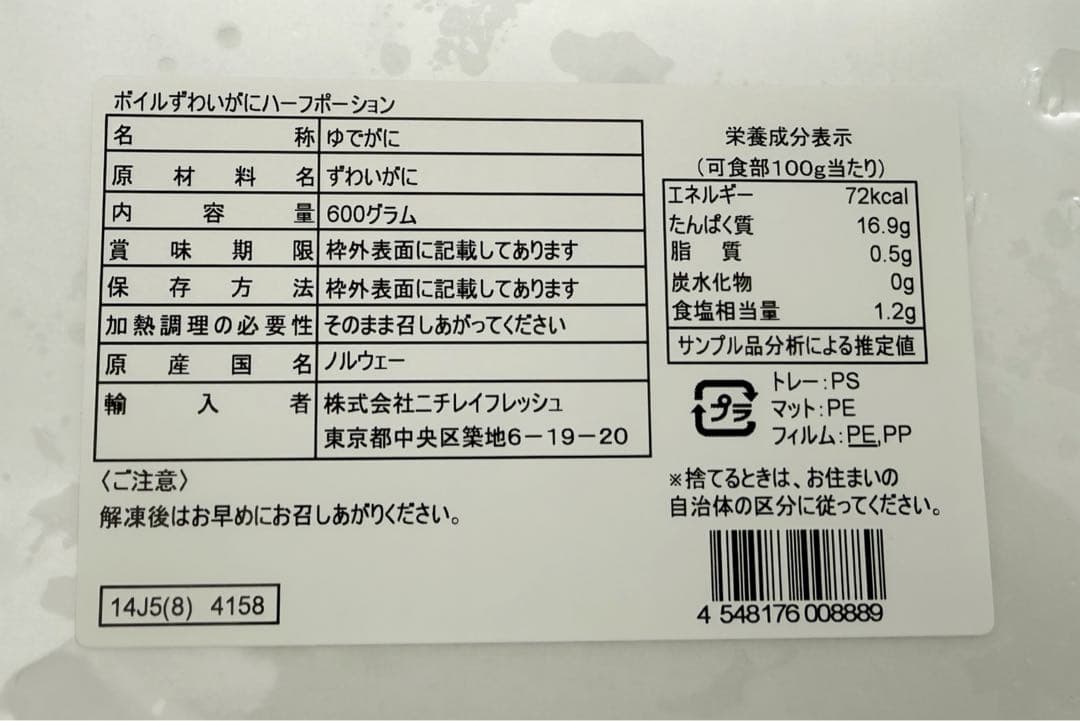 ボイルずわいがにハーフポーション
名称 ゆでがに
原材料名 ずわいがに
内容量 600グラム
賞味期限 枠外表面に記載してあります
保存方法 枠外表面に記載してあります
加熱調理の必要性 そのまま召しあがってください
原産国名 ノルウェー
輸入者 株式会社ニチレイフレッシュ
東京都中央区築地6-19-20
〈ご注意〉
解凍後はお早めにお召しあがりください。
14J5(8) 4158
栄養成分表示
(可食部100g当たり)
エネルギー 72kcal
たんぱく質 16.9g
脂質 0.5g
炭水化物 0g
食塩相当量 1.2g
サンプル品分析による推定値
プラ
トレー:PS
マット:PE
フィルム:PE,PP
※捨てるときは、お住まいの
自治体の区分に従ってください。
4 548176 008889